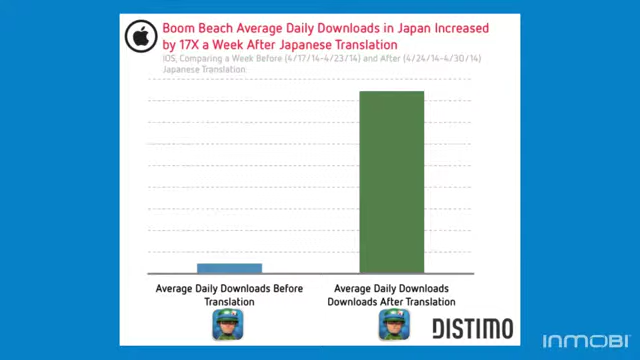 Boom Beach Average Daily Downloads in Japan Increased
by 17X a Week After Japanese Translation
iOS, Comparing a Week Before (4/17/14-4/23/14) and After (4/24/14-4/30/14)
Japanese Translation
Average Daily Downloads Before
Translation
Average Daily Downloads
Downloads After Translation
DISTIMO
INMOBI